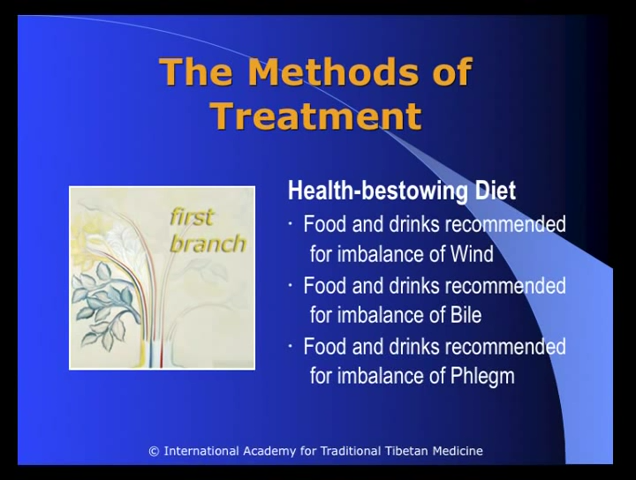 The Methods of
Treatment
first
branch
Health-bestowing Diet
· Food and drinks recommended
for imbalance of Wind
· Food and drinks recommended
for imbalance of Bile
· Food and drinks recommended
for imbalance of Phlegm
© International Academy for Traditional Tibetan Medicine